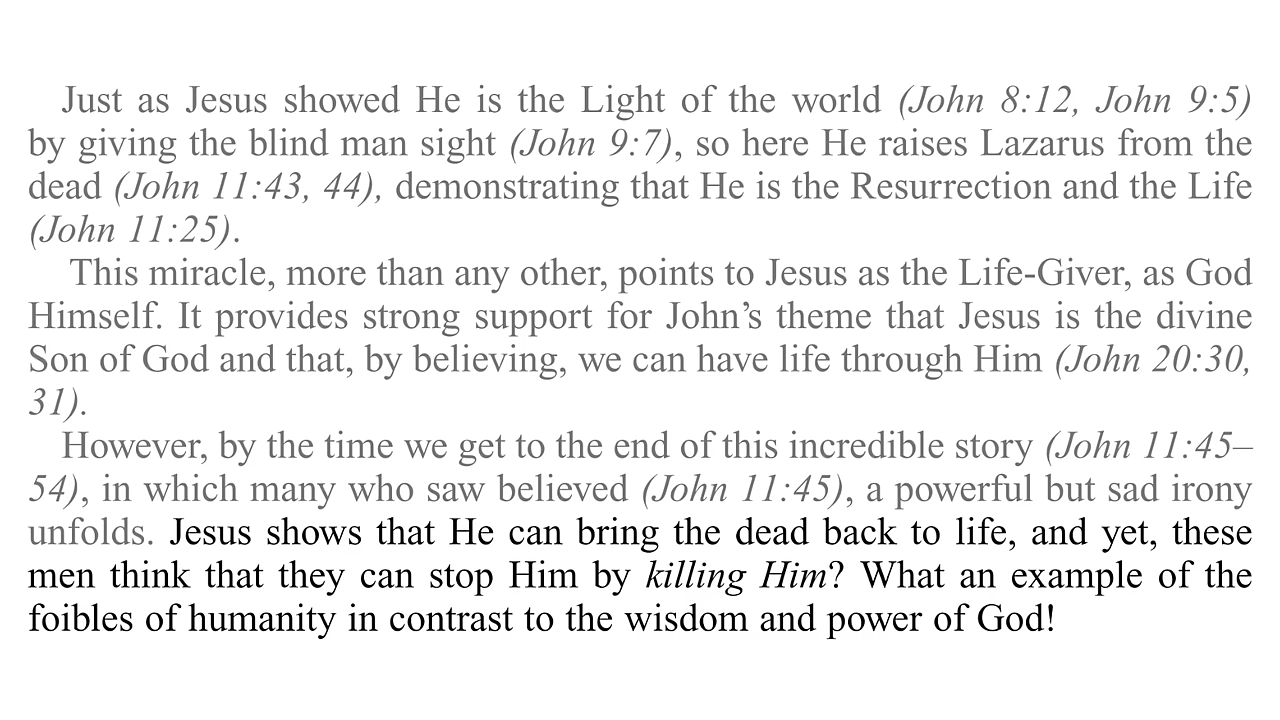 Just as Jesus showed He is the Light of the world (John 8:12, John 9:5)
by giving the blind man sight (John 9:7), so here He raises Lazarus from the
dead (John 11:43, 44), demonstrating that He is the Resurrection and the Life
(John 11:25).
This miracle, more than any other, points to Jesus as the Life-Giver, as God
Himself. It provides strong support for John’s theme that Jesus is the divine
Son of God and that, by believing, we can have life through Him (John 20:30,
31).
However, by the time we get to the end of this incredible story (John 11:45–
54), in which many who saw believed (John 11:45), a powerful but sad irony
unfolds. Jesus shows that He can bring the dead back to life, and yet, these
men think that they can stop Him by killing Him? What an example of the
foibles of humanity in contrast to the wisdom and power of God!